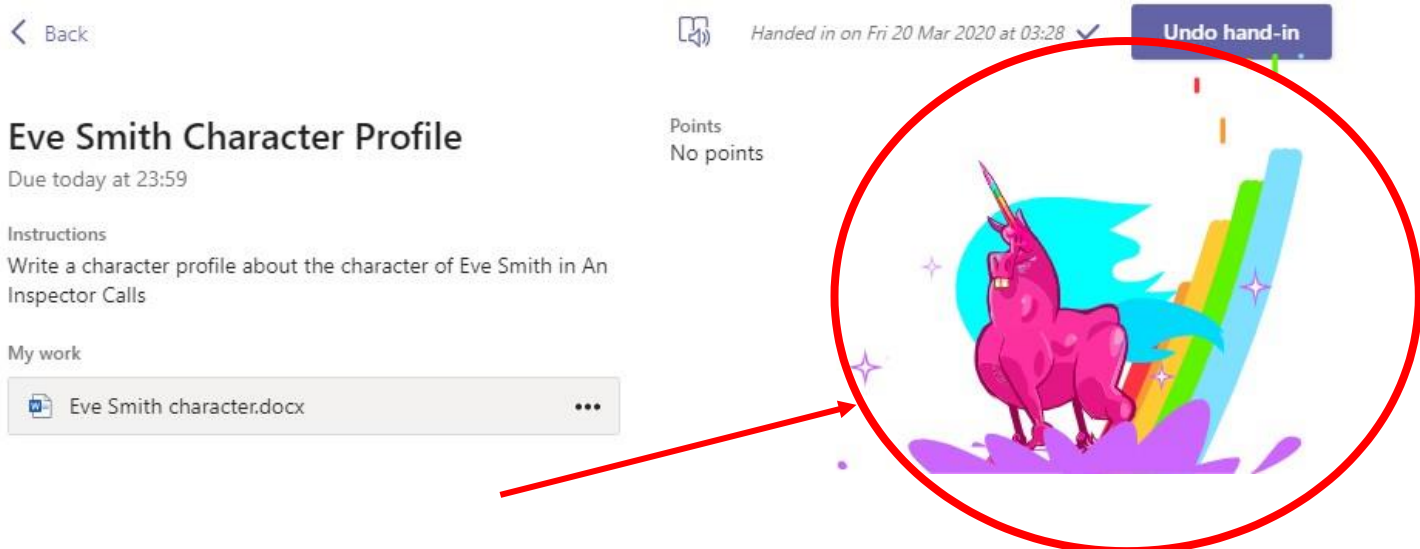 Back
Handed in on Fri 20 Mar 2020 at 03:28
Undo hand-in
Eve Smith Character Profile
Due today at 23:59
Points
No points
Instructions
Write a character profile about the character of Eve Smith in An
Inspector Calls
My work
Eve Smith character.docx